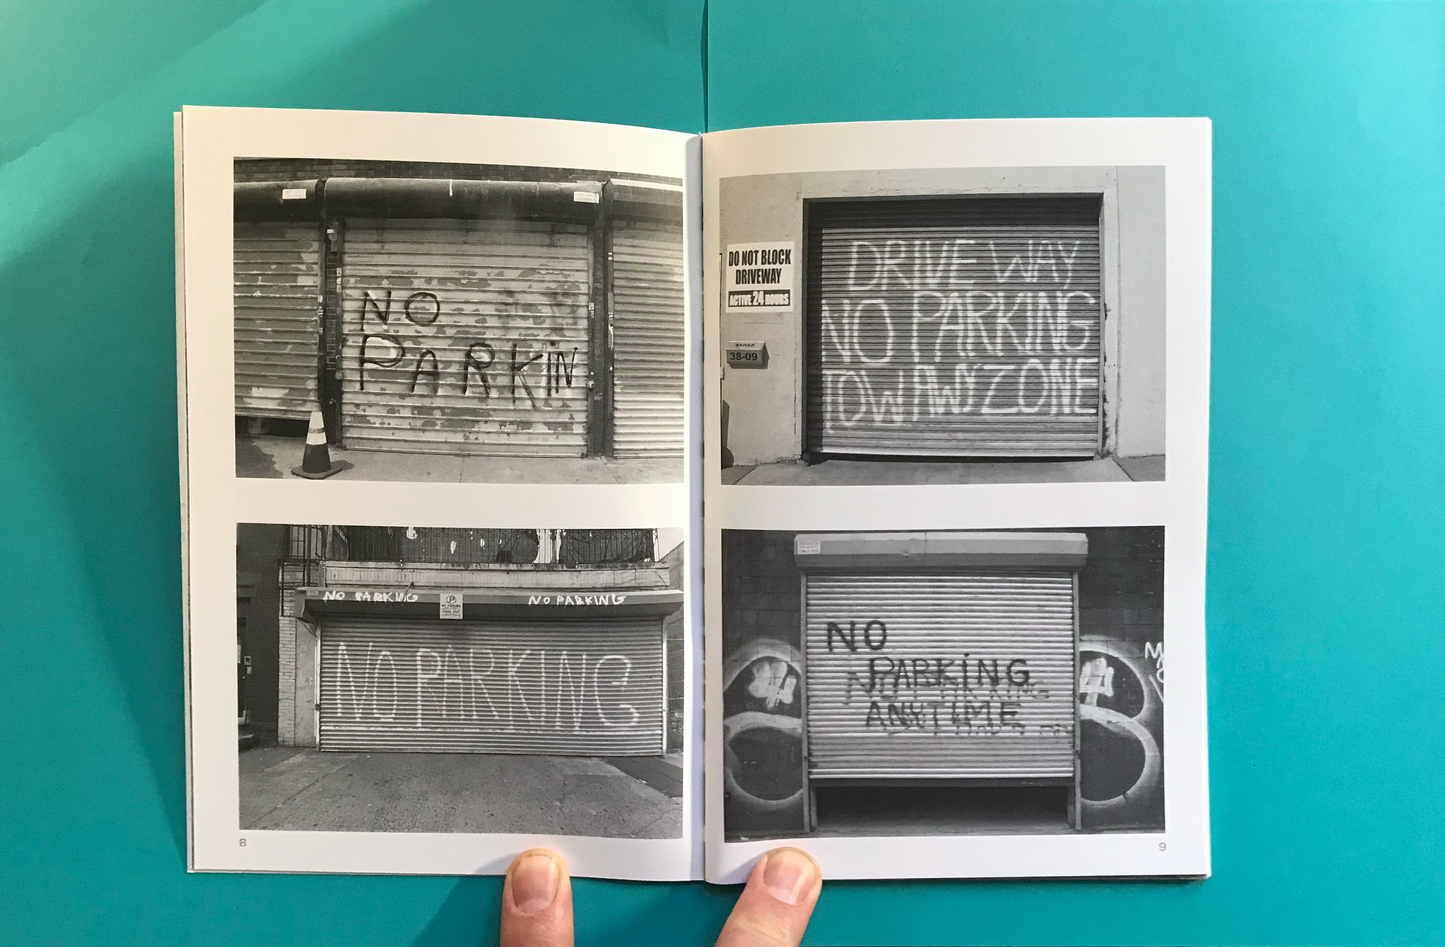 NO
PARKIN
DO NOT BLOCK
DRIVEWAY
ACTIVE 24 HOURS
38-09
DRIVE WAY
NO PARKING
TOW AWY ZONE
NO PARKING
NO PARKING
NO PARKING
NO
PARKING
ANYTIME
8
9